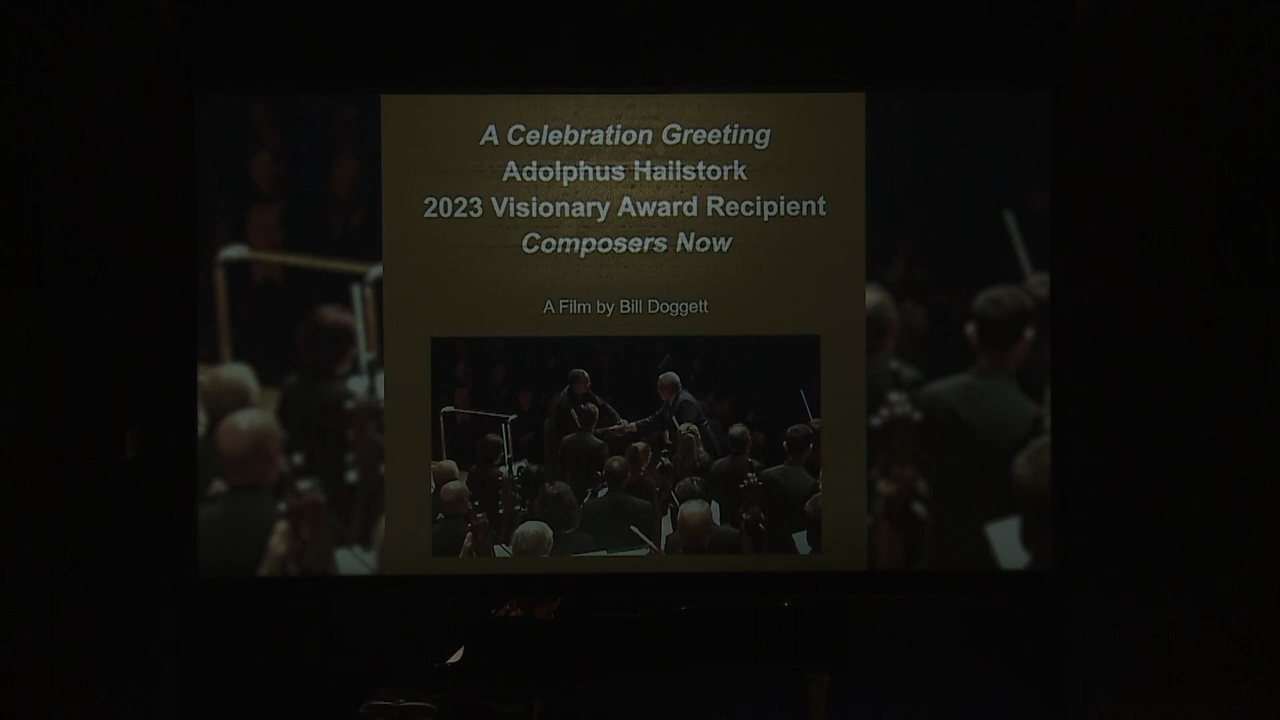 A Celebration Greeting
Adolphus Hailstork
2023 Visionary Award Recipient
Composers Now
A Film by Bill Doggett